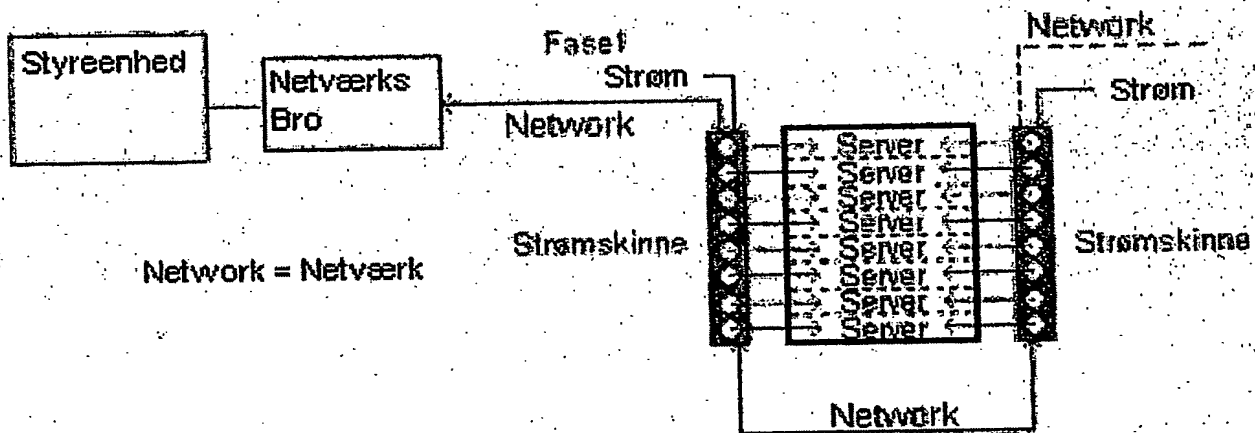 Styreenhed
Netværks
Bro
Fase1
Strøm
Network
Network
Strøm
Server
Server
Server
Server
Server
Server
Server
Server
Strømskinne
Strømskinne
Network = Netværk
Network